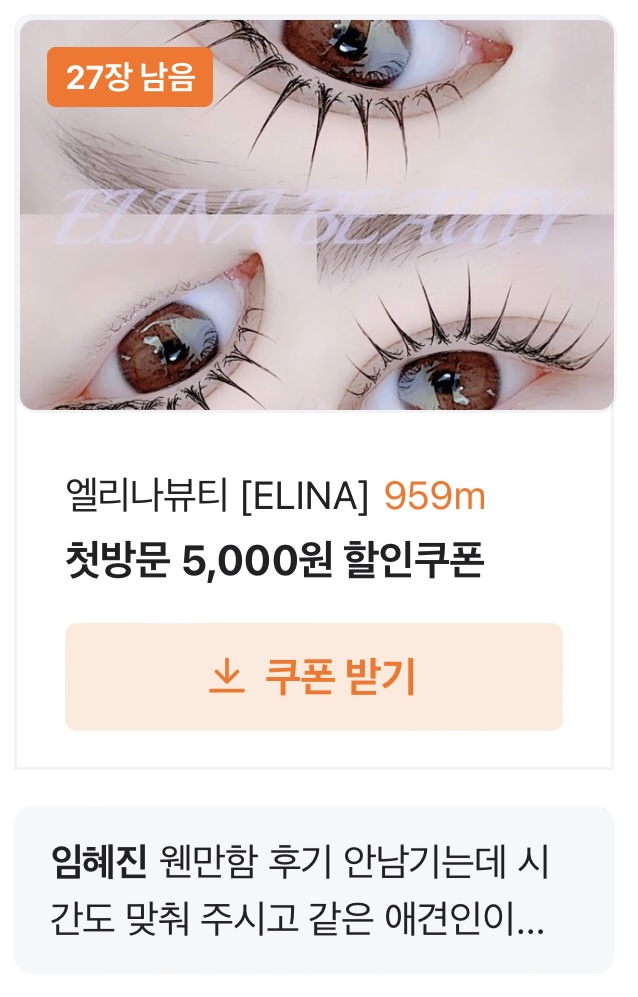 27장 남음
ELINA BEAUTY
엘리나뷰티 [ELINA] 959m
첫방문 5,000원 할인쿠폰
쿠폰 받기
임혜진 웬만함 후기 안남기는데 시
간도 맞춰 주시고 같은 애견인이...